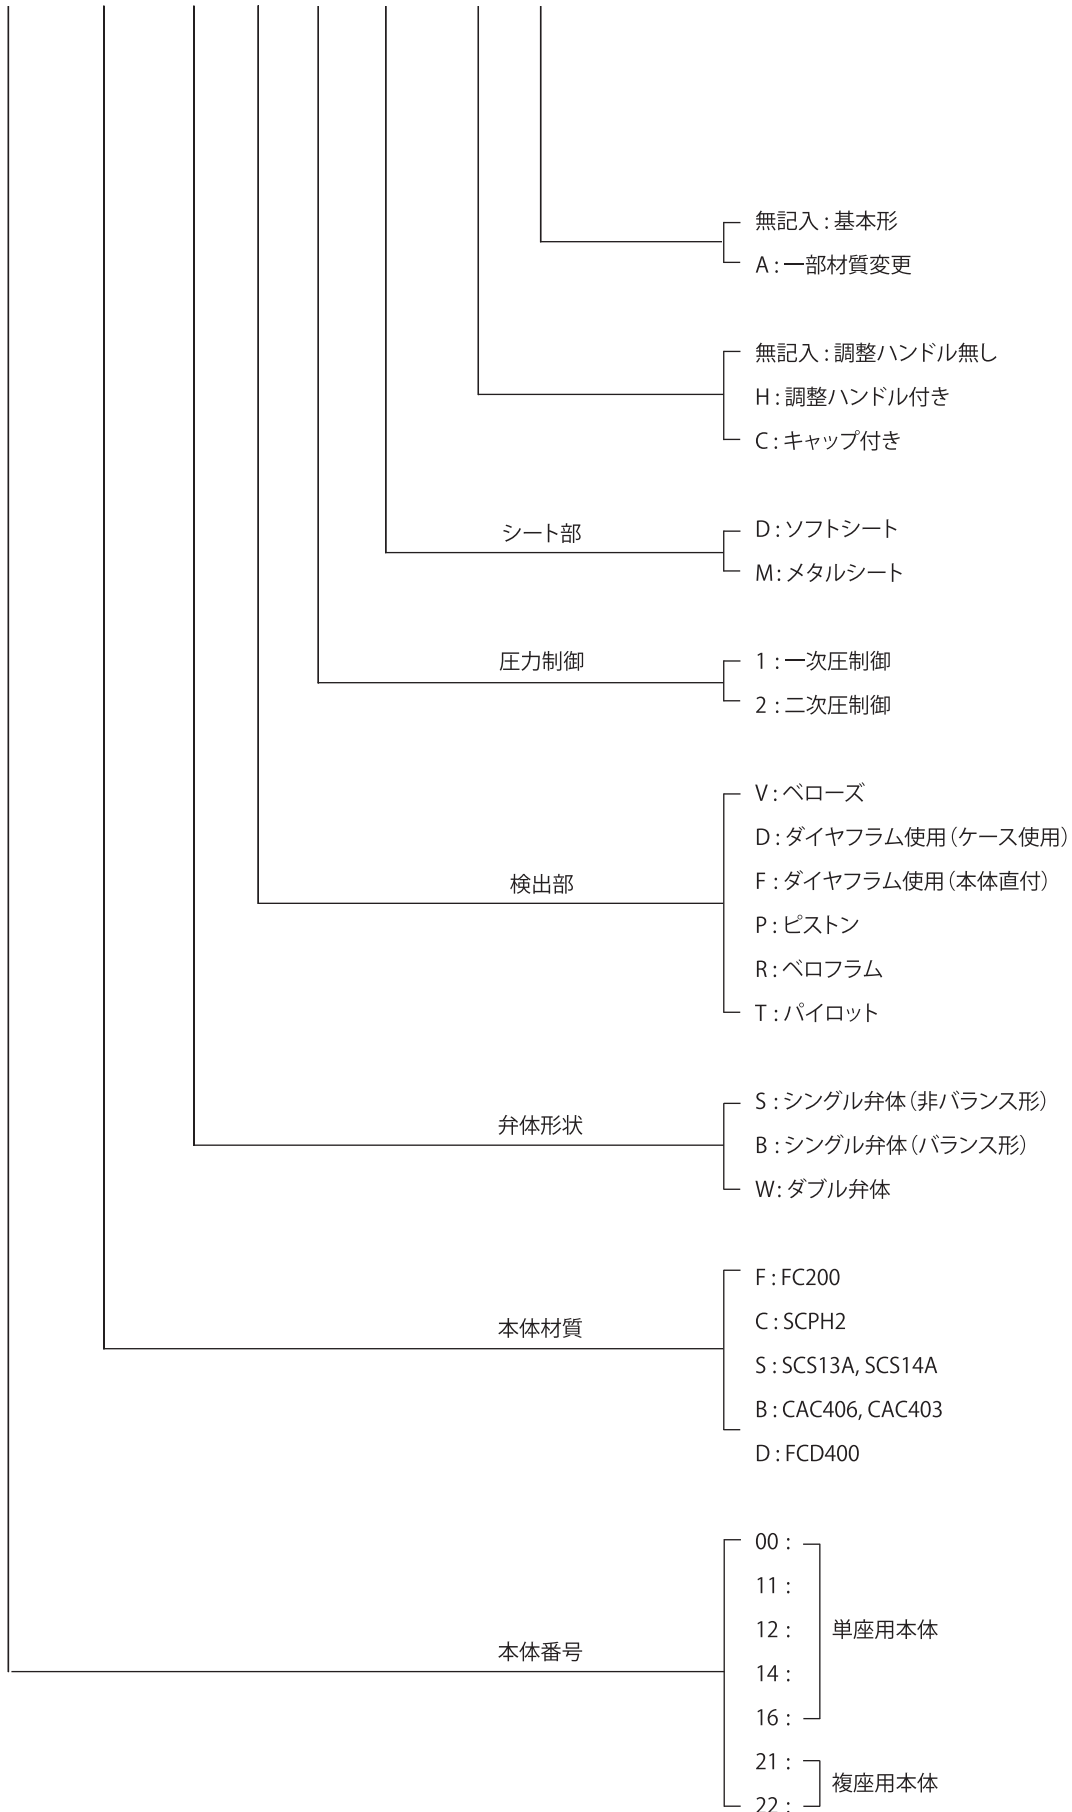 無記入 : 基本形
A : 一部材質変更
無記入 : 調整ハンドル無し
H : 調整ハンドル付き
C : キャップ付き
シート部
D : ソフトシート
M : メタルシート
圧力制御
1 : 一次圧制御
2 : 二次圧制御
V : ベローズ
D : ダイヤフラム使用（ケース使用）
検出部
F : ダイヤフラム使用（本体直付）
P : ピストン
R : ベロフラム
T : パイロット
弁体形状
S : シングル弁体（非バランス形）
B : シングル弁体（バランス形）
W : ダブル弁体
F : FC200
C : SCPH2
本体材質
S : SCS13A, SCS14A
B : CAC406, CAC403
D : FCD400
00 :
11 :
12 :
単座用本体
本体番号
14 :
16 :
21 :
複座用本体
22 :